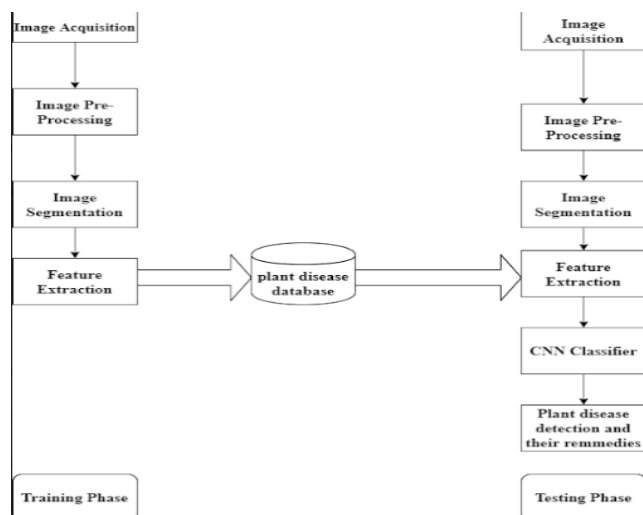 Image Acquisition
Image Pre-
Processing
Image
Segmentation
Feature
Extraction
plant disease
database
Image
Acquisition
Image Pre-
Processing
Image
Segmentation
Feature
Extraction
CNN Classifier
Plant disease
detection and
their remmedies
Training Phase
Testing Phase